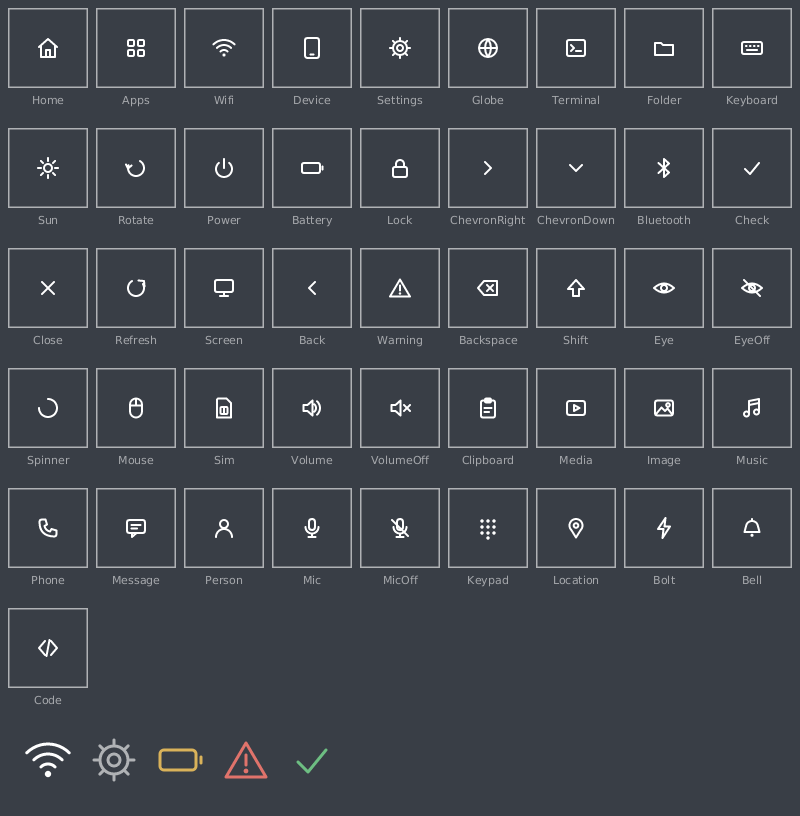 Home Apps Wifi Device Settings Globe Terminal Folder Keyboard
Sun Rotate Power Battery Lock ChevronRight ChevronDown Bluetooth Check
Close Refresh Screen Back Warning Backspace Shift Eye EyeOff
Spinner Mouse Sim Volume VolumeOff Clipboard Media Image Music
Phone Message Person Mic MicOff Keypad Location Bolt Bell
Code